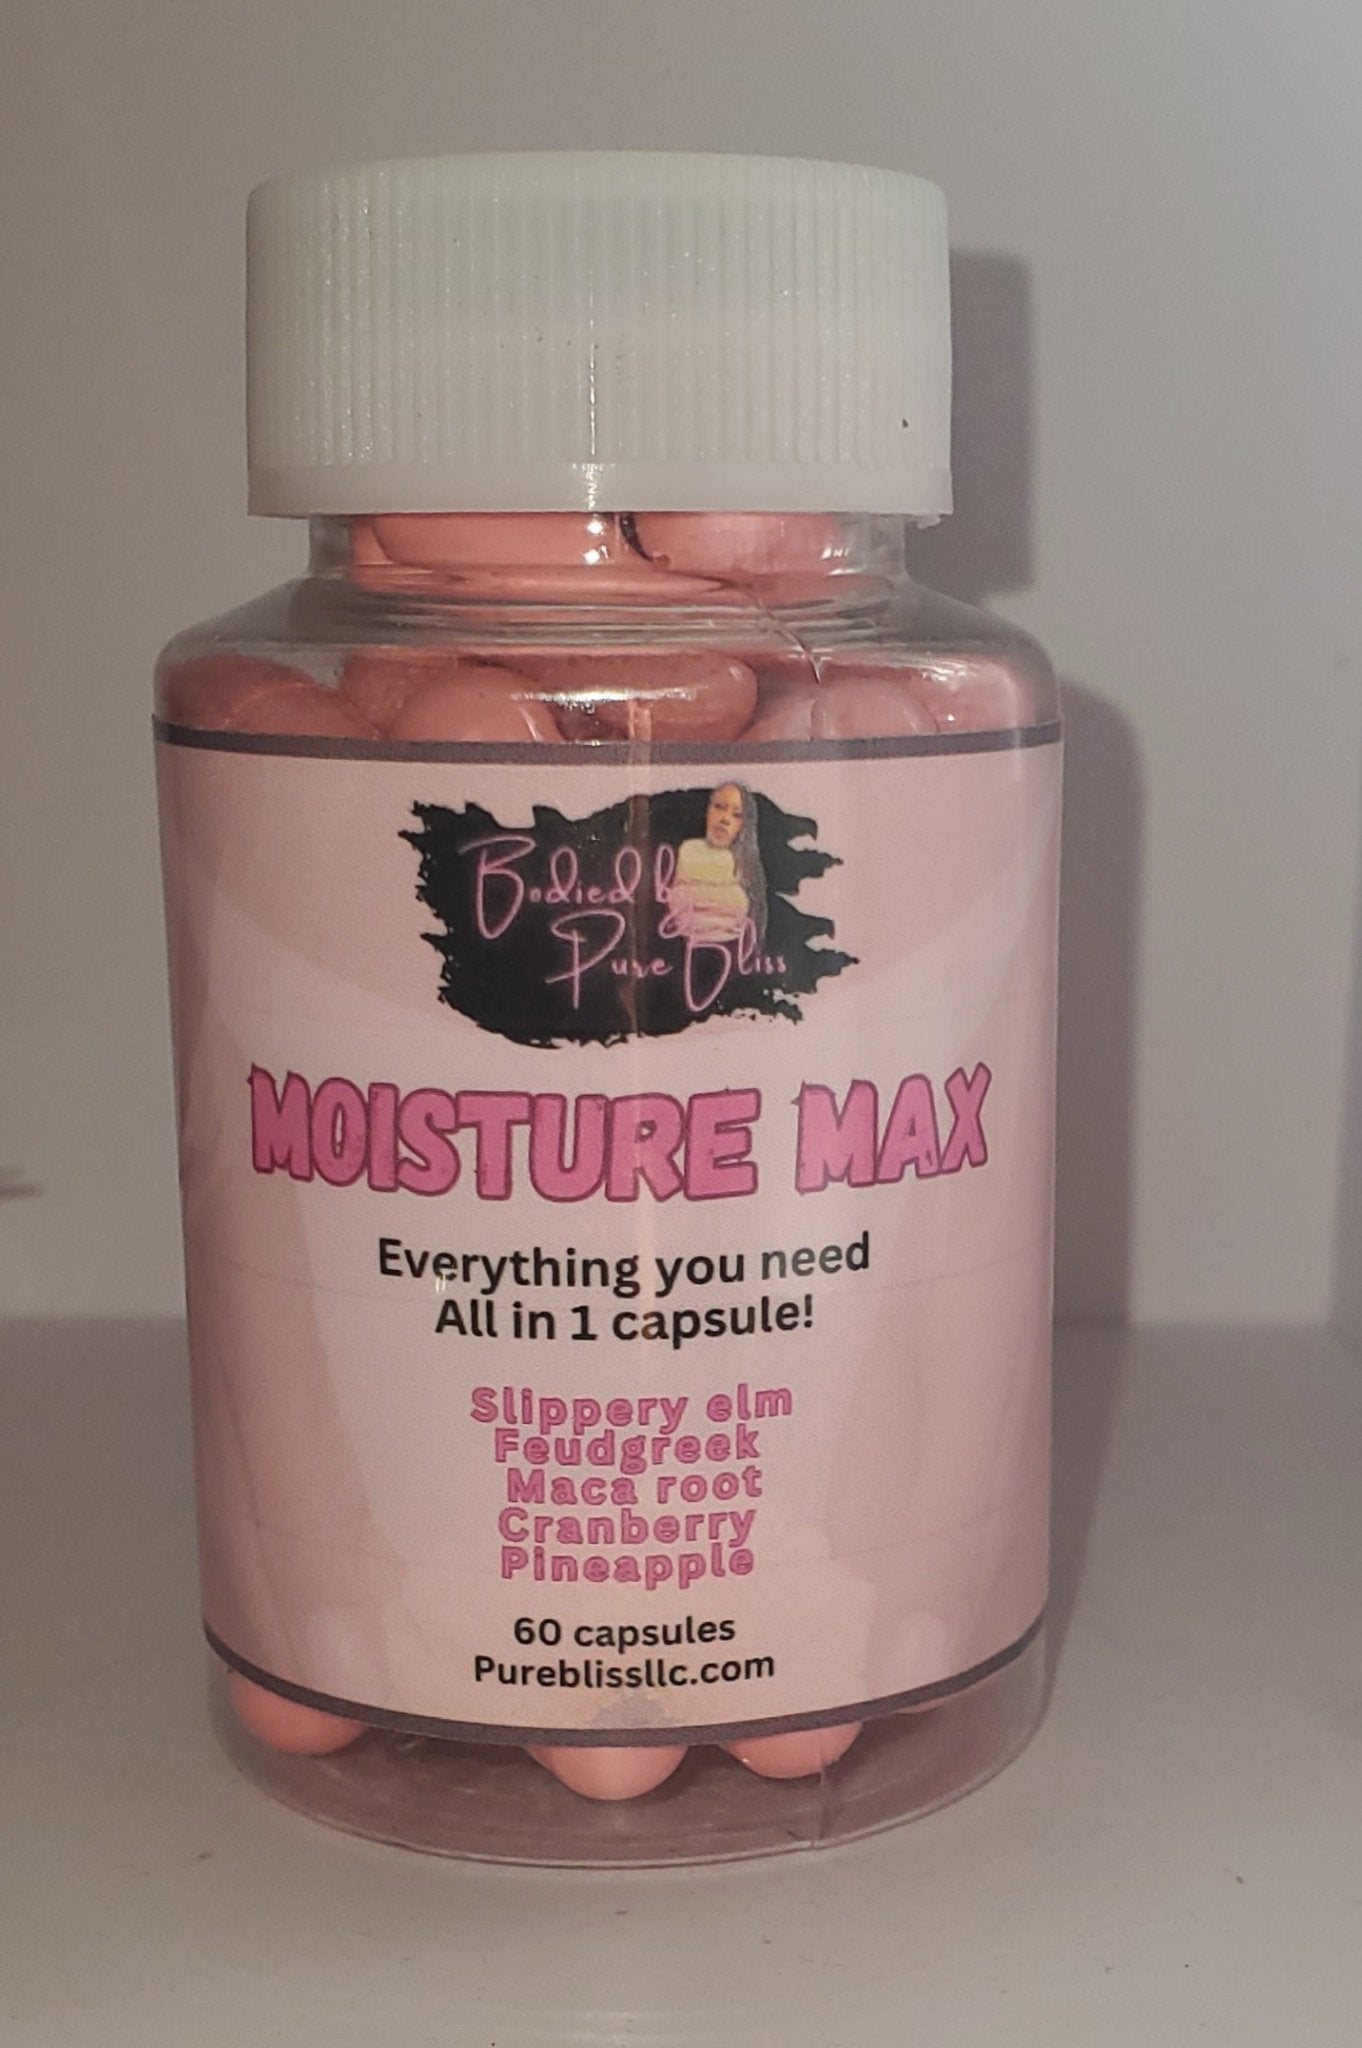 Bodied by
Pure Bliss
MOISTURE MAX
Everything you need
All in 1 capsule!
Slippery elm
Feudgreek
Maca root
Cranberry
Pineapple
60 capsules
Pureblissllc.com